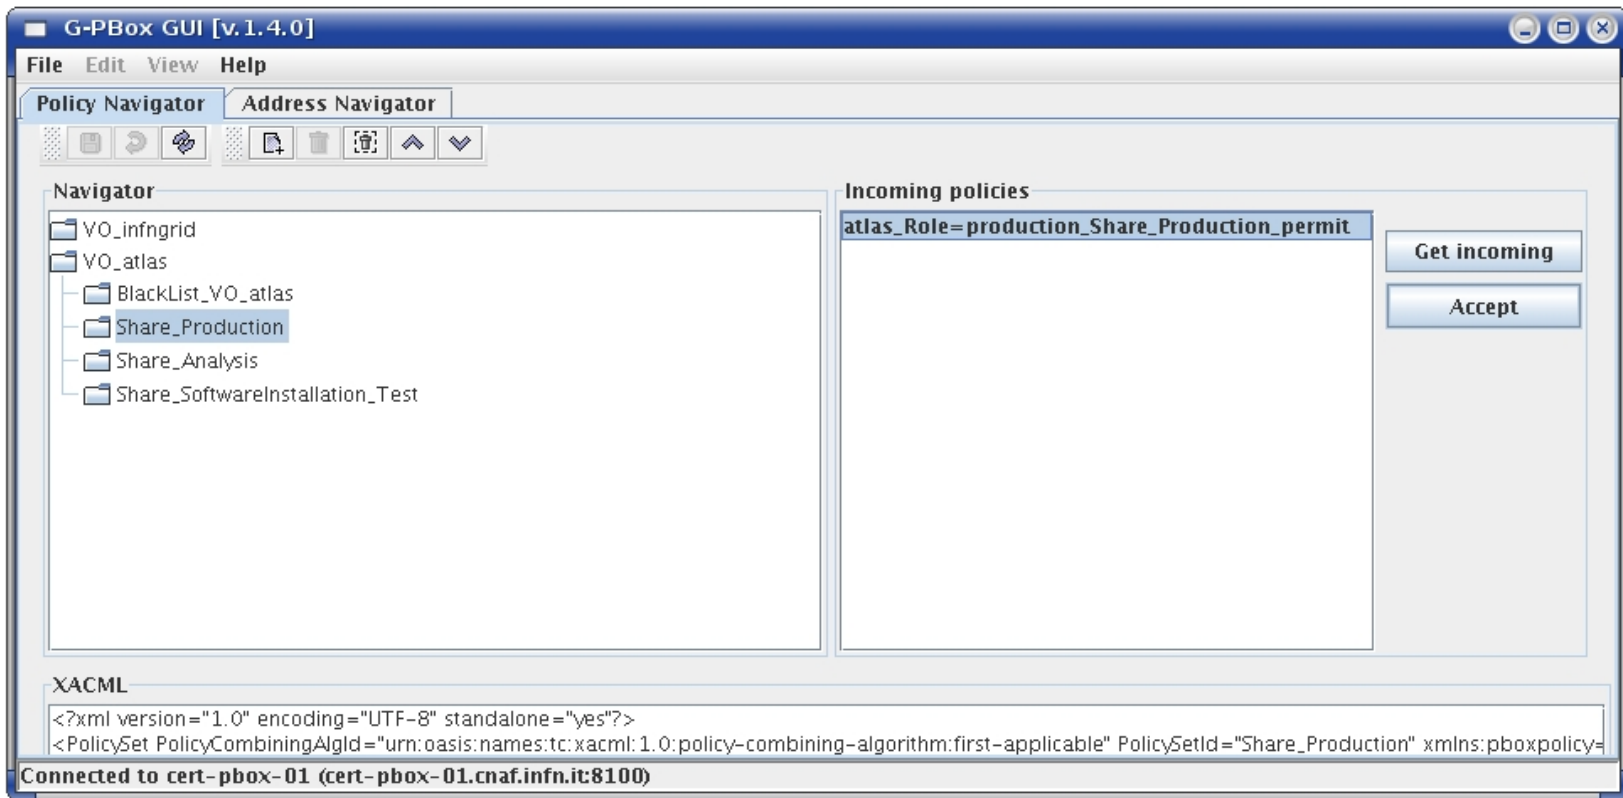 G-PBox GUI [v.1.4.0]
File Edit View Help
Policy Navigator Address Navigator
Navigator
VO_infngrid
VO_atlas
BlackList_VO_atlas
Share_Production
Share_Analysis
Share_SoftwareInstallation_Test
Incoming policies
atlas_Role=production_Share_Production_permit
Get incoming
Accept
XACML
<?xml version="1.0" encoding="UTF-8" standalone="yes"?>
<PolicySet PolicyCombiningAlgId="urn:oasis:names:tc:xacml:1.0:policy-combining-algorithm:first-applicable" PolicySetId="Share_Production" xmlns:pboxpolicy=
Connected to cert-pbox-01 (cert-pbox-01.cnaf.infn.it:8100)